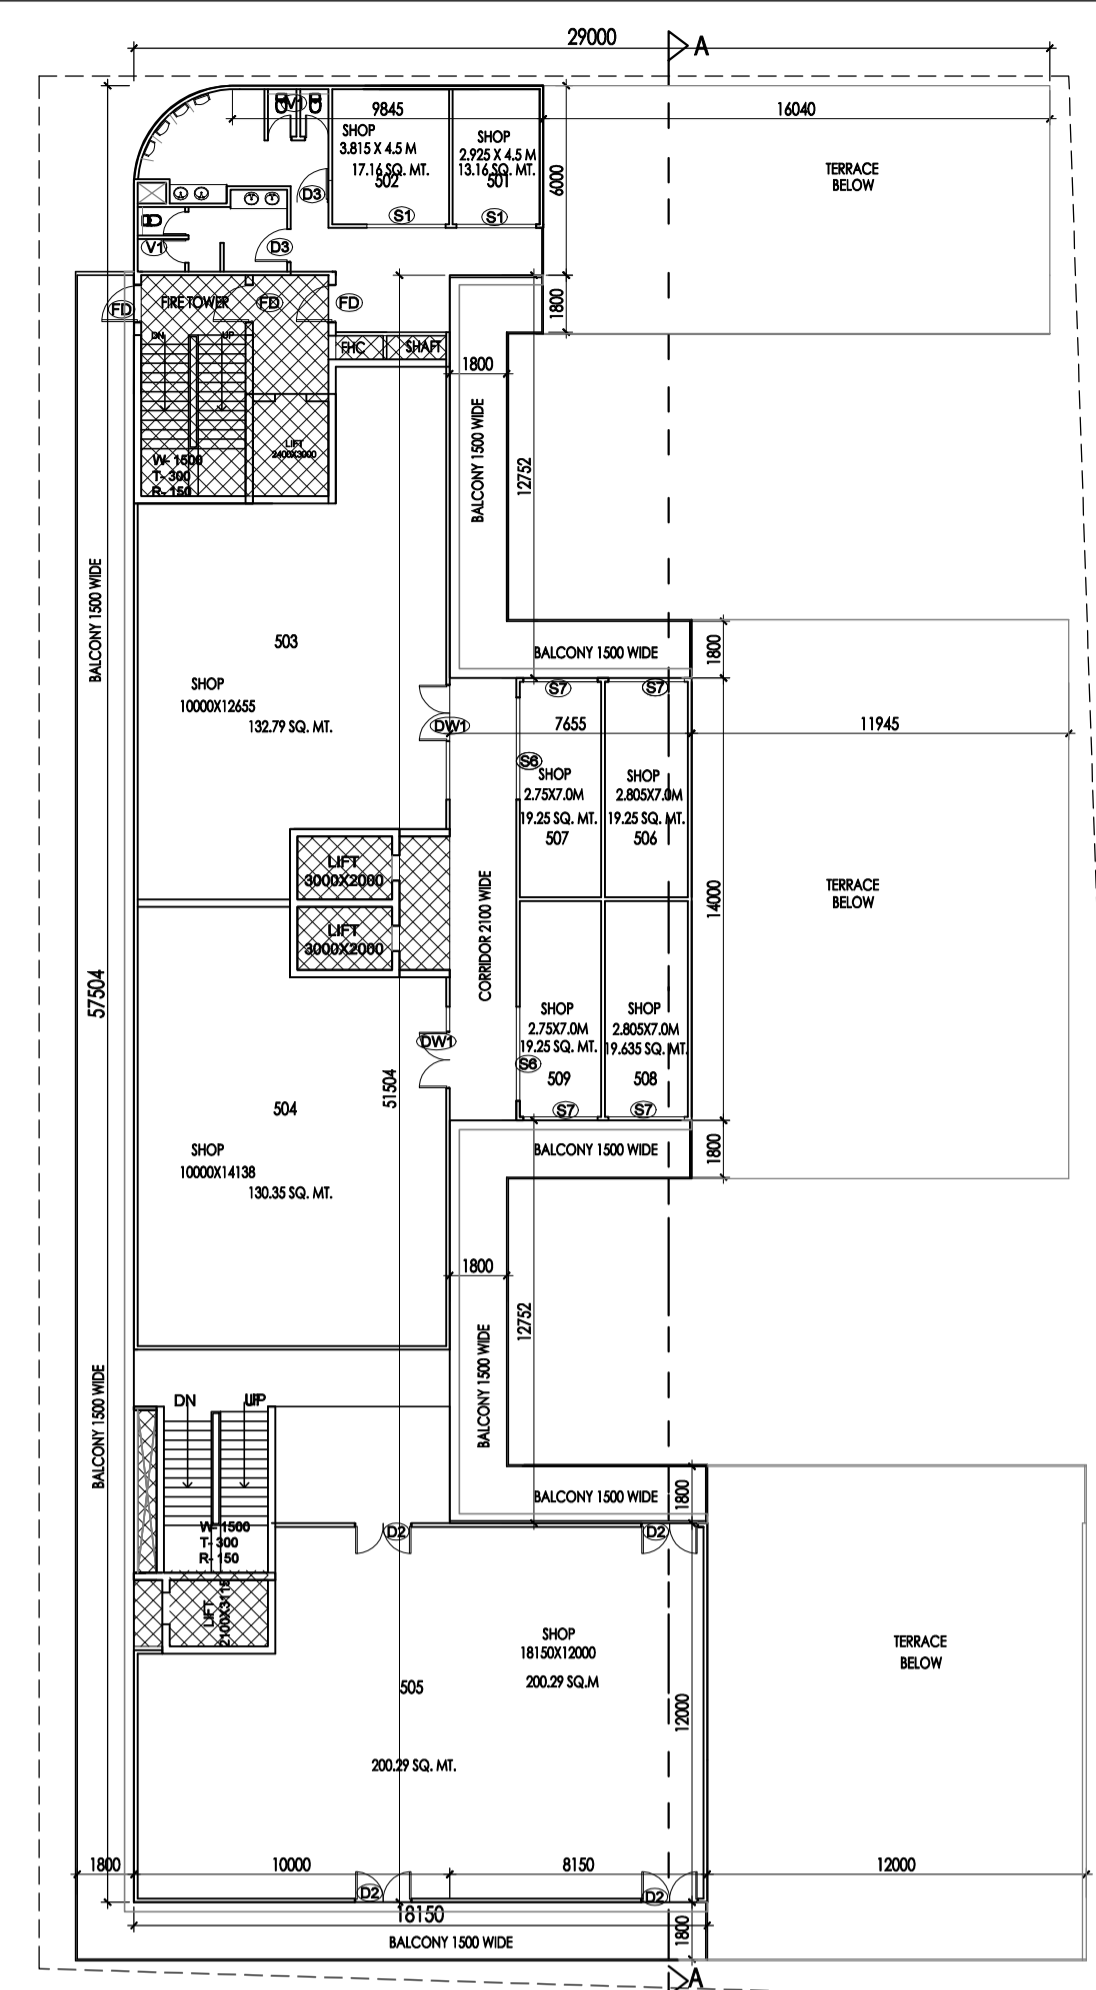 29000
A
9845
16040
SHOP
3.815 X 4.5 M
17.16 SQ. MT.
502
SHOP
2.925 X 4.5 M
13.16 SQ. MT.
501
S1
S1
6000
TERRACE
BELOW
D3
V1
D3
FIRE TOWER
FD
FD
FD
1800
DN
UP
FHC
SHAFT
1800
LIFT
2400X3000
W- 1500
T- 300
R- 150
BALCONY 1500 WIDE
12752
BALCONY 1500 WIDE
503
SHOP
10000X12655
132.79 SQ. MT.
BALCONY 1500 WIDE
1800
S7
S7
DW1
7655
11945
S6
SHOP
2.75X7.0M
19.25 SQ. MT.
507
SHOP
2.805X7.0M
19.25 SQ. MT.
506
LIFT
3000X2000
LIFT
3000X2000
CORRIDOR 2100 WIDE
14000
TERRACE
BELOW
57504
SHOP
2.75X7.0M
19.25 SQ. MT.
509
SHOP
2.805X7.0M
19.635 SQ. MT.
508
DW1
S6
S7
S7
51504
504
SHOP
10000X14138
130.35 SQ. MT.
BALCONY 1500 WIDE
1800
1800
12752
BALCONY 1500 WIDE
BALCONY 1500 WIDE
DN
UP
W- 1500
T- 300
R- 150
BALCONY 1500 WIDE
1800
D2
D2
LIFT
SHOP
18150X12000
200.29 SQ.M
505
200.29 SQ. MT.
12000
TERRACE
BELOW
1800
10000
8150
12000
D2
D2
18150
BALCONY 1500 WIDE
1800
A